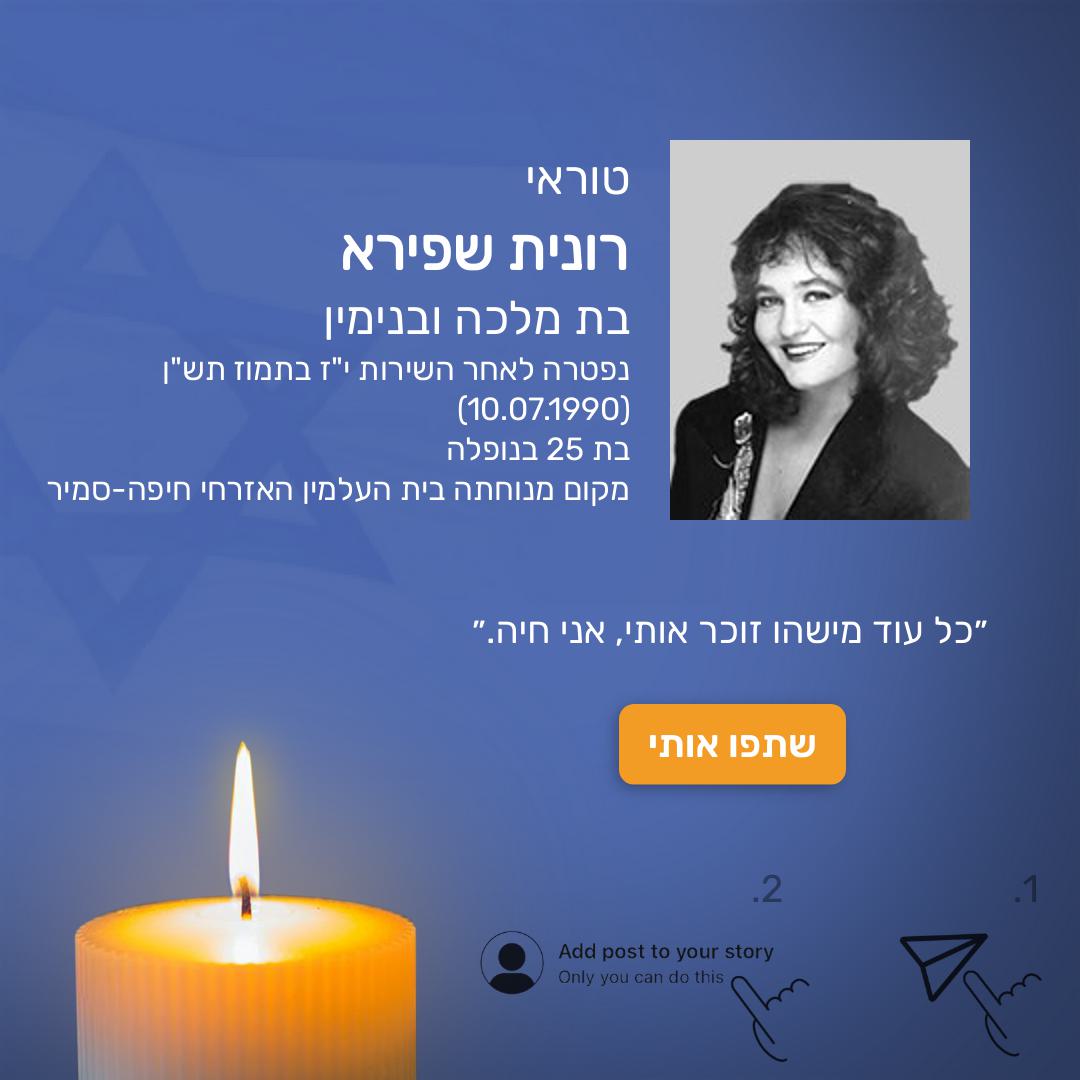 טוראי
רונית שפירא
בת מלכה ובנימין
נפטרה לאחר השירות י"ז בתמוז תש"ן
(10.07.1990)
בת 25 בנופלה
מקום מנוחתה בית העלמין האזרחי חיפה-סמיר
״כל עוד מישהו זוכר אותי, אני חיה.״
שתפו אותי
.1
.2
Add post to your story
Only you can do this